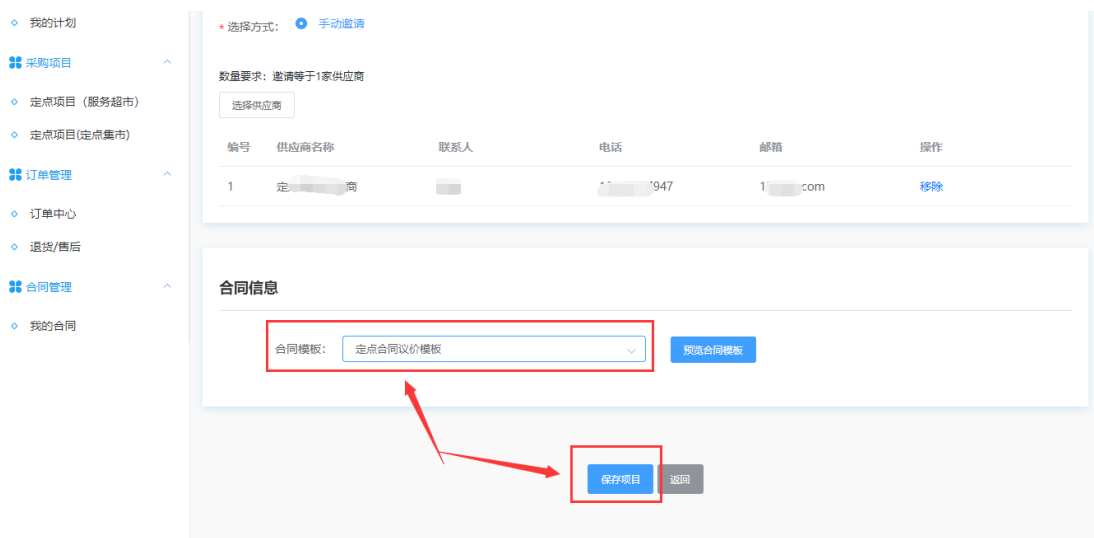 我的计划
采购项目
定点项目（服务超市）
定点项目(定点集市)
订单管理
订单中心
退货/售后
合同管理
我的合同
* 选择方式： 手动邀请
数量要求：邀请等于1家供应商
选择供应商
编号 供应商名称 联系人 电话 邮箱 操作
1 定 商 947 1 com 移除
合同信息
合同模板： 定点合同议价模板 预览合同模板
保存项目 返回